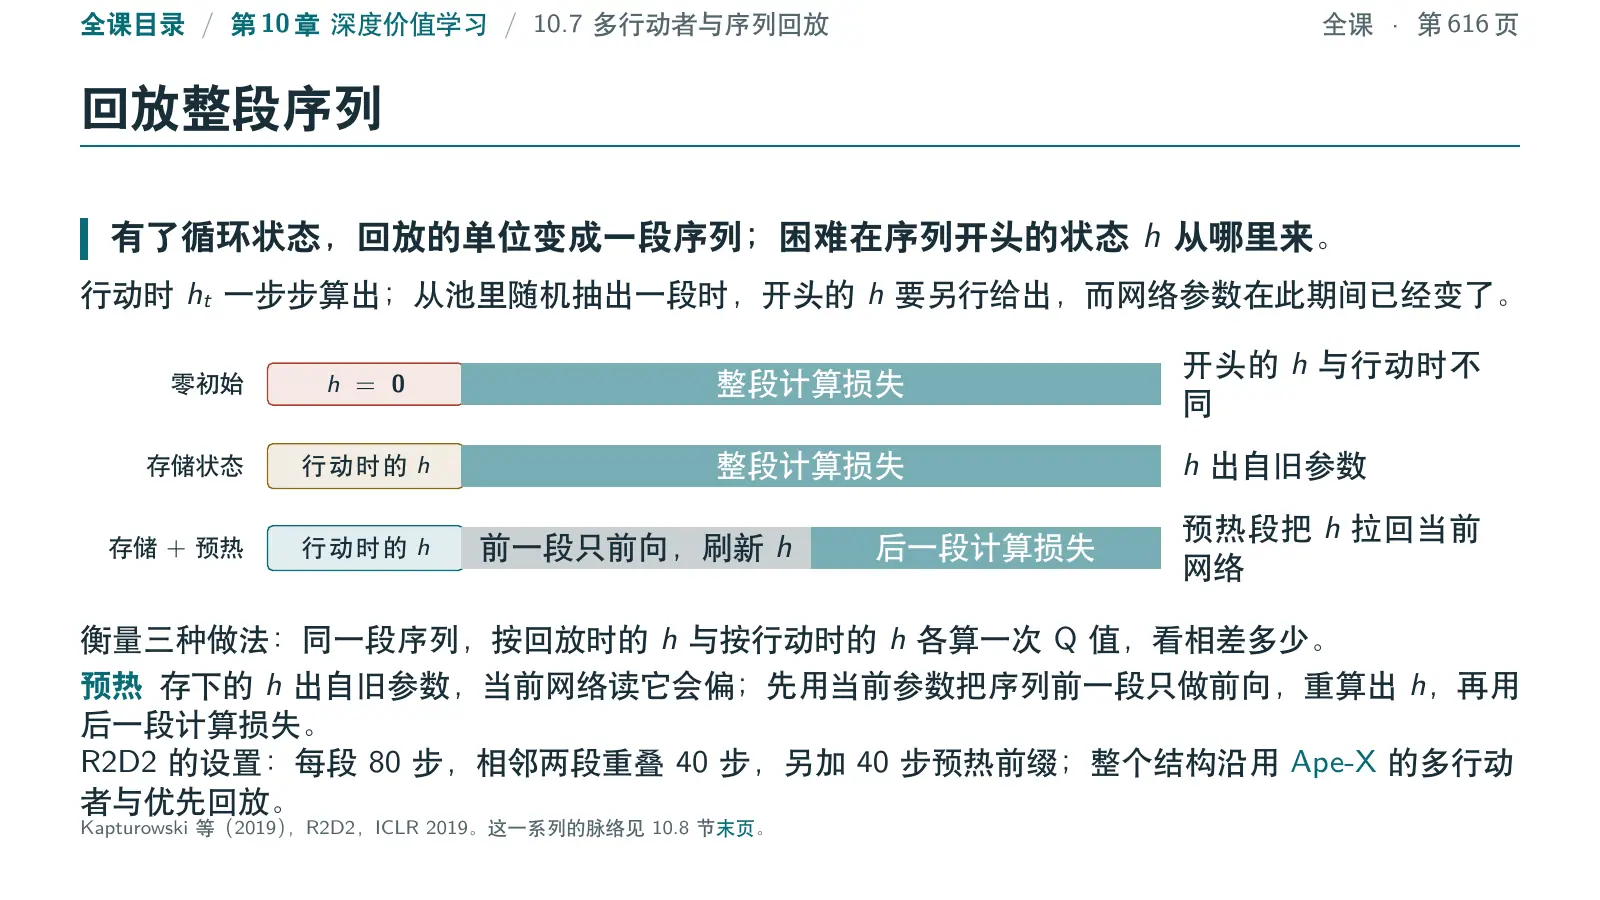 全课目录 / 第 10 章 深度价值学习 / 10.7 多行动者与序列回放
全课 · 第 616 页
回放整段序列
有了循环状态，回放的单位变成一段序列；困难在序列开头的状态 h 从哪里来。
行动时 hₜ 一步步算出；从池里随机抽出一段时，开头的 h 要另行给出，而网络参数在此期间已经变了。
零初始
h = 0
整段计算损失
开头的 h 与行动时不
同
存储状态
行动时的 h
整段计算损失
h 出自旧参数
存储 + 预热
行动时的 h
前一段只前向，刷新 h
后一段计算损失
预热段把 h 拉回当前
网络
衡量三种做法：同一段序列，按回放时的 h 与按行动时的 h 各算一次 Q 值，看相差多少。
预热 存下的 h 出自旧参数，当前网络读它会偏；先用当前参数把序列前一段只做前向，重算出 h，再用
后一段计算损失。
R2D2 的设置：每段 80 步，相邻两段重叠 40 步，另加 40 步预热前缀；整个结构沿用 Ape-X 的多行动
者与优先回放。
Kapturowski 等（2019），R2D2，ICLR 2019。这一系列的脉络见 10.8 节末页。